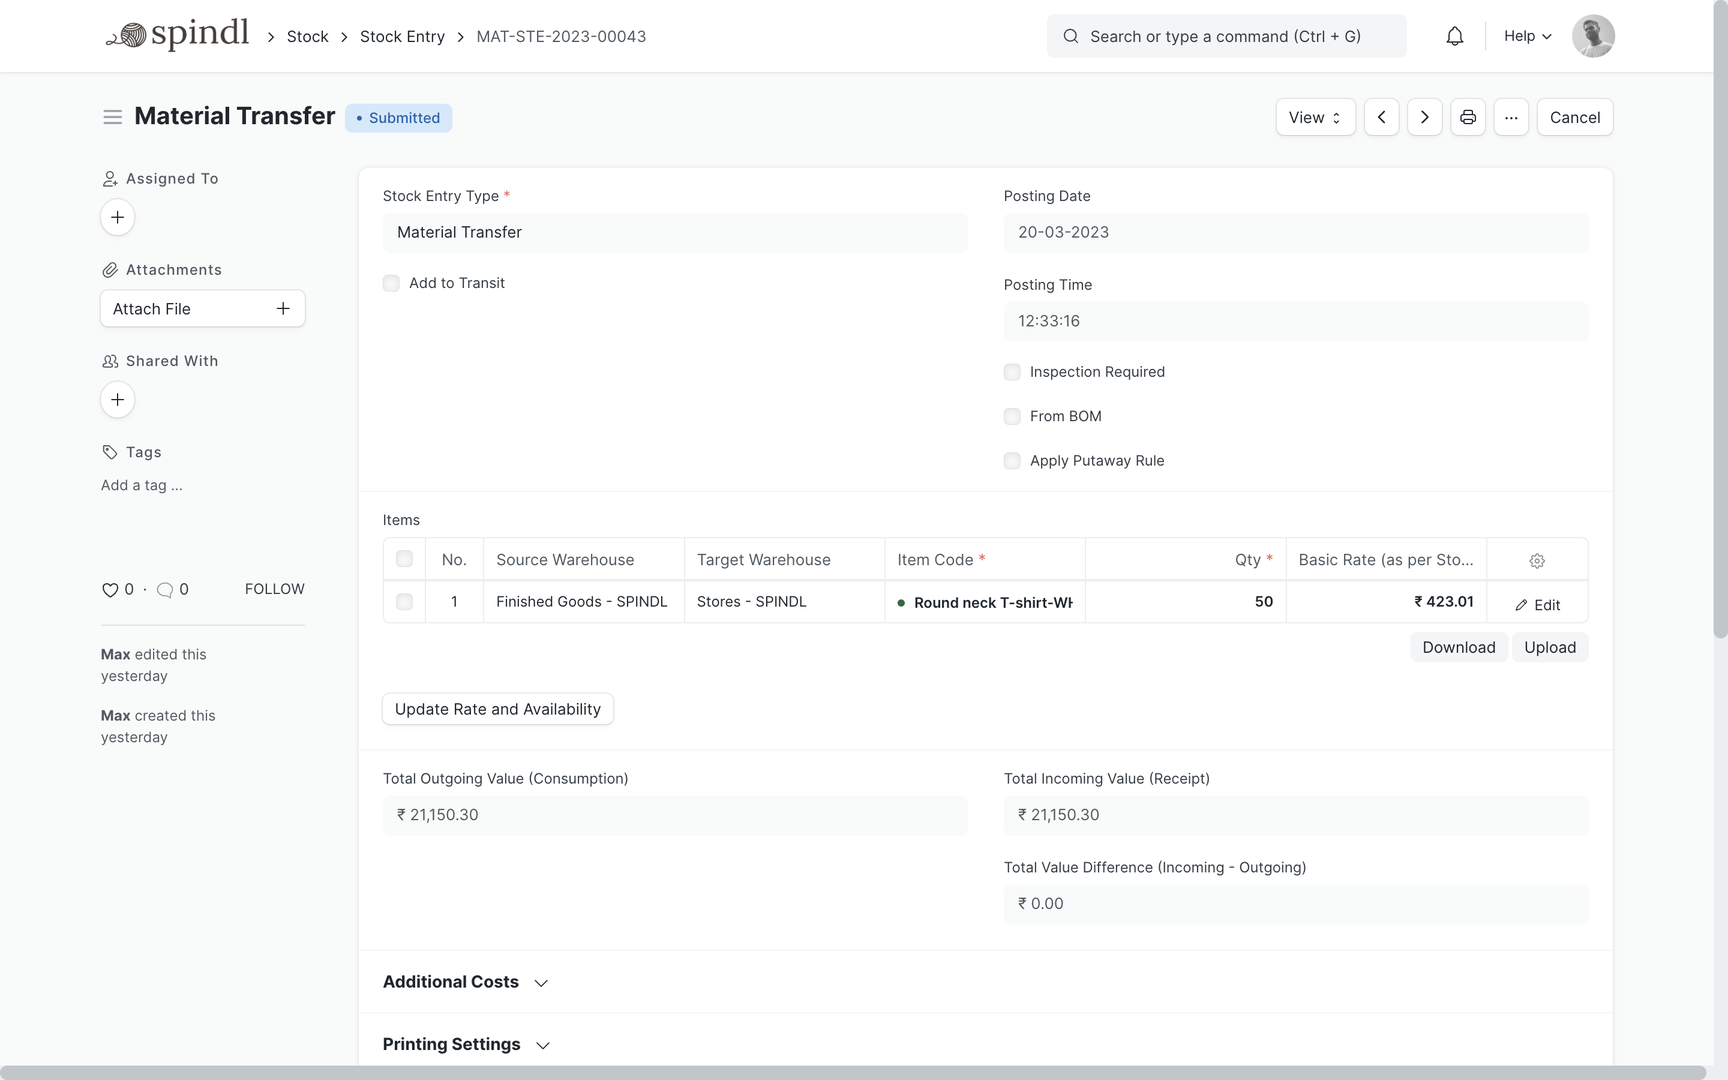 spindl
Stock
Stock Entry
MAT-STE-2023-00043
Search or type a command (Ctrl + G)
Help
Material Transfer
Submitted
View
...
Cancel
Assigned To
Attachments
Attach File
Shared With
Tags
Add a tag ...
0 · 0
FOLLOW
Max edited this
yesterday
Max created this
yesterday
Stock Entry Type *
Material Transfer
Add to Transit
Posting Date
20-03-2023
Posting Time
12:33:16
Inspection Required
From BOM
Apply Putaway Rule
Items
No. Source Warehouse Target Warehouse Item Code * Qty * Basic Rate (as per Sto...
1 Finished Goods - SPINDL Stores - SPINDL Round neck T-shirt-WH 50 ₹ 423.01 Edit
Download Upload
Update Rate and Availability
Total Outgoing Value (Consumption)
₹ 21,150.30
Total Incoming Value (Receipt)
₹ 21,150.30
Total Value Difference (Incoming - Outgoing)
₹ 0.00
Additional Costs
Printing Settings